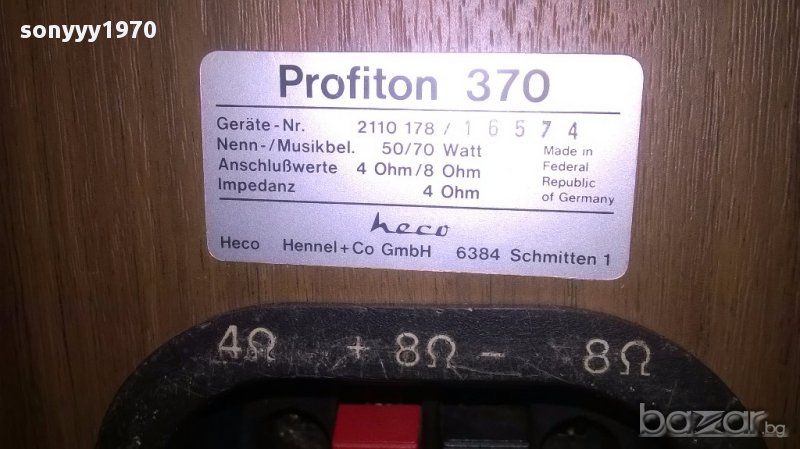 sonyyy1970
Profiton 370
Geräte-Nr. 2110 178 / 16574
Nenn-/Musikbel. 50/70 Watt
Anschlußwerte 4 Ohm/8 Ohm
Impedanz 4 Ohm
Made in
Federal
Republic
of Germany
heco
Heco Hennel+Co GmbH 6384 Schmitten 1
4Ω + 8Ω - 8Ω
bazar.bg